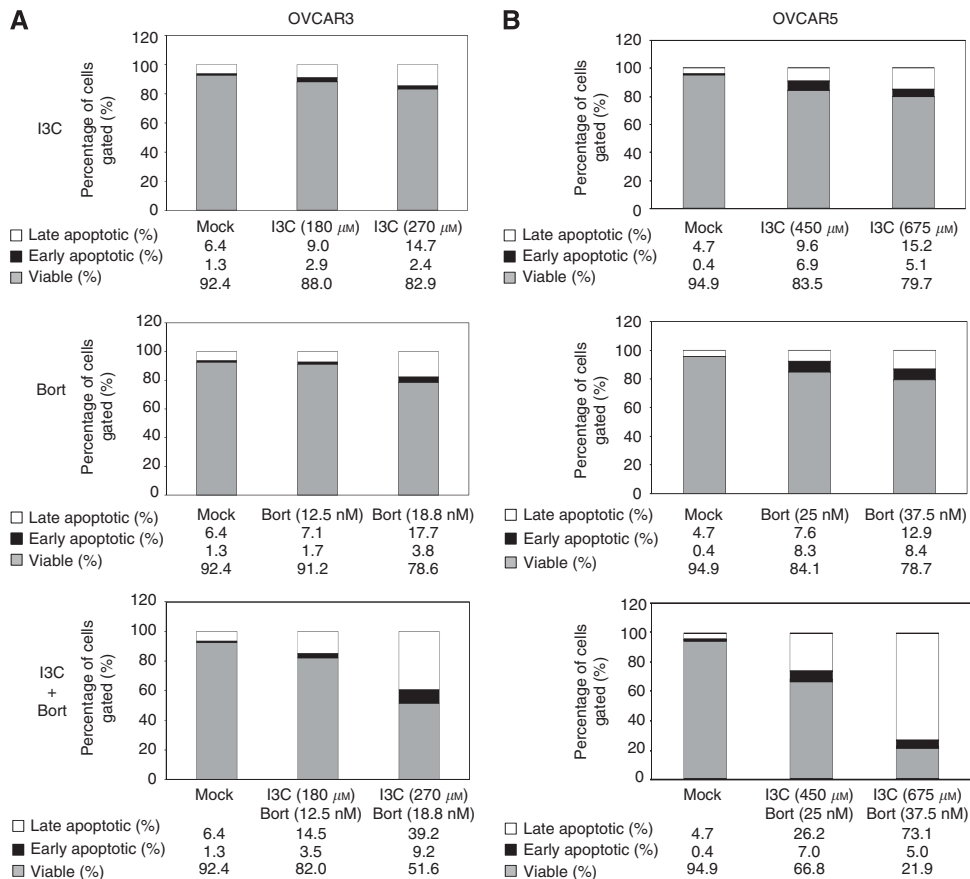 A
OVCAR3
I3C
Percentage of cells
gated (%)
120
100
80
60
40
20
0
Mock I3C (180 μM) I3C (270 μM)
Late apoptotic (%) 6.4 9.0 14.7
Early apoptotic (%) 1.3 2.9 2.4
Viable (%) 92.4 88.0 82.9
Bort
Percentage of cells
gated (%)
120
100
80
60
40
20
0
Mock Bort (12.5 nM) Bort (18.8 nM)
Late apoptotic (%) 6.4 7.1 17.7
Early apoptotic (%) 1.3 1.7 3.8
Viable (%) 92.4 91.2 78.6
I3C
+
Bort
Percentage of cells
gated (%)
120
100
80
60
40
20
0
Mock I3C (180 μM) I3C (270 μM)
Bort (12.5 nM) Bort (18.8 nM)
Late apoptotic (%) 6.4 14.5 39.2
Early apoptotic (%) 1.3 3.5 9.2
Viable (%) 92.4 82.0 51.6
B
OVCAR5
Percentage of cells
gated (%)
120
100
80
60
40
20
0
Mock I3C (450 μM) I3C (675 μM)
Late apoptotic (%) 4.7 9.6 15.2
Early apoptotic (%) 0.4 6.9 5.1
Viable (%) 94.9 83.5 79.7
Percentage of cells
gated (%)
120
100
80
60
40
20
0
Mock Bort (25 nM) Bort (37.5 nM)
Late apoptotic (%) 4.7 7.6 12.9
Early apoptotic (%) 0.4 8.3 8.4
Viable (%) 94.9 84.1 78.7
Percentage of cells
gated (%)
120
100
80
60
40
20
0
Mock I3C (450 μM) I3C (675 μM)
Bort (25 nM) Bort (37.5 nM)
Late apoptotic (%) 4.7 26.2 73.1
Early apoptotic (%) 0.4 7.0 5.0
Viable (%) 94.9 66.8 21.9